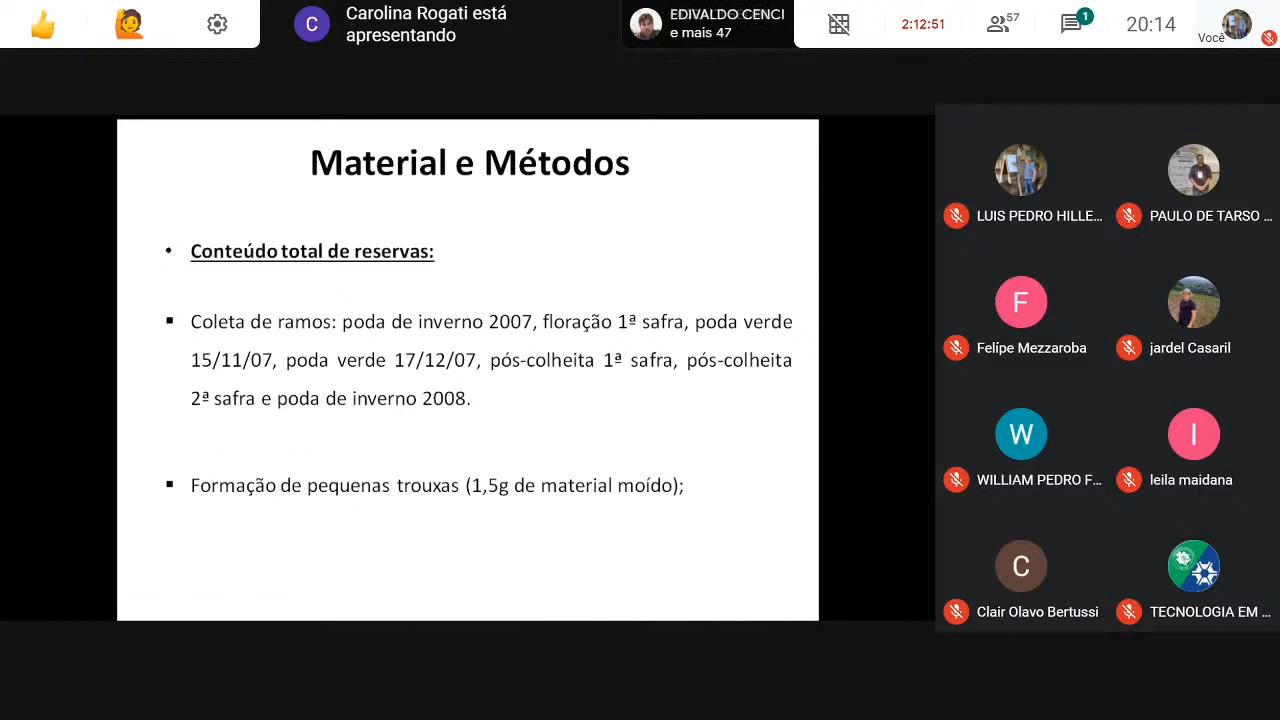 Carolina Rogati está
apresentando
C
EDIVALDO CENCI
e mais 47
2:12:51
57
1
20:14
Você
Material e Métodos
• Conteúdo total de reservas:
▪ Coleta de ramos: poda de inverno 2007, floração 1ª safra, poda verde
15/11/07, poda verde 17/12/07, pós-colheita 1ª safra, pós-colheita
2ª safra e poda de inverno 2008.
▪ Formação de pequenas trouxas (1,5g de material moído);
LUIS PEDRO HILLE...
PAULO DE TARSO ...
F
Felípe Mezzaroba
jardel Casaril
W
WILLIAM PEDRO F...
l
leila maidana
C
Clair Olavo Bertussi
TECNOLOGIA EM ...